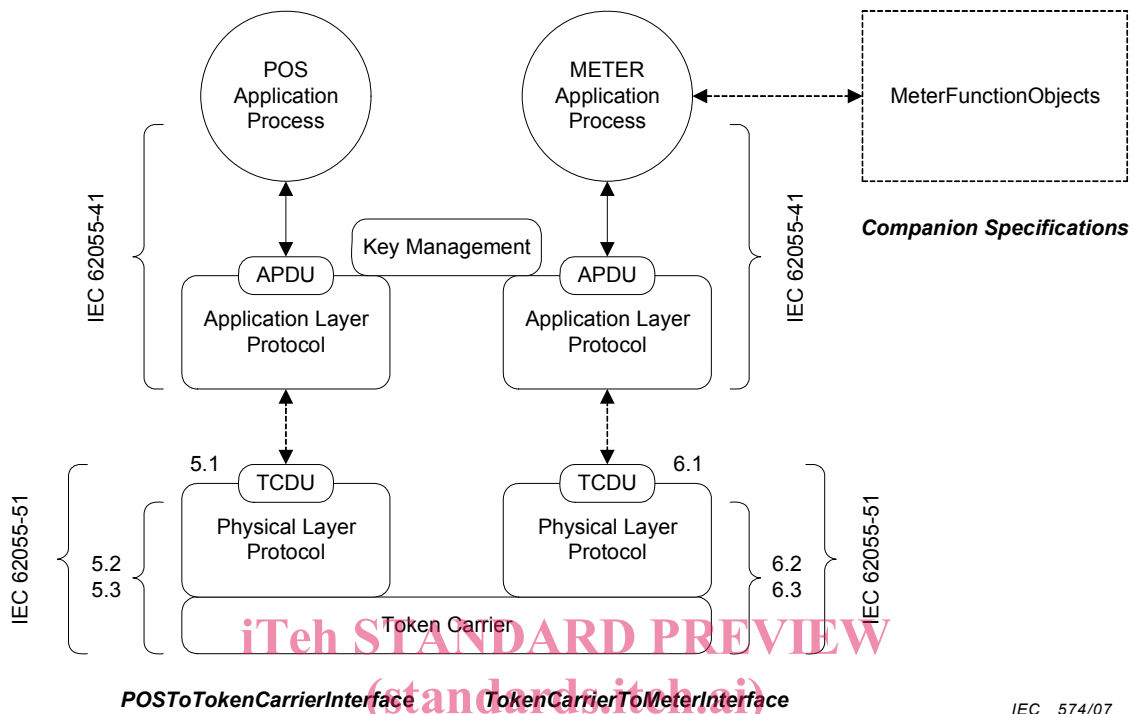 POS
Application
Process
METER
Application
Process
MeterFunctionObjects
Companion Specifications
IEC 62055-41
IEC 62055-41
Key Management
APDU
APDU
Application Layer
Protocol
Application Layer
Protocol
5.1
6.1
TCDU
TCDU
Physical Layer
Protocol
Physical Layer
Protocol
IEC 62055-51
IEC 62055-51
5.2
5.3
6.2
6.3
Token Carrier
iTeh STANDARD PREVIEW
(standards.iteh.ai)
POSToTokenCarrierInterface
TokenCarrierToMeterInterface
IEC 574/07